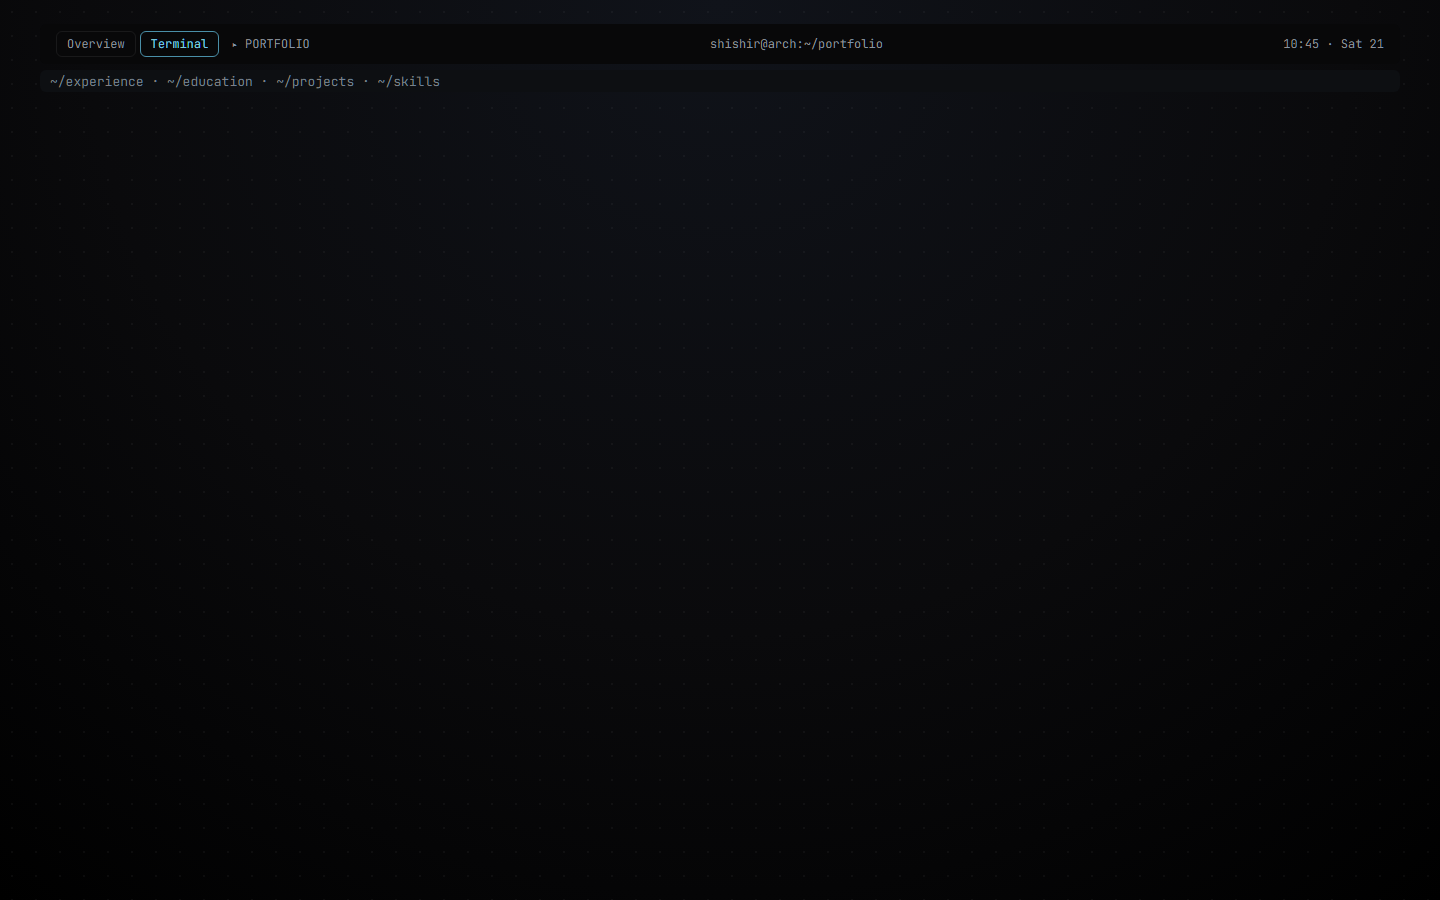 Overview Terminal ▸ PORTFOLIO shishir@arch:~/portfolio 10:45 · Sat 21
~/experience · ~/education · ~/projects · ~/skills